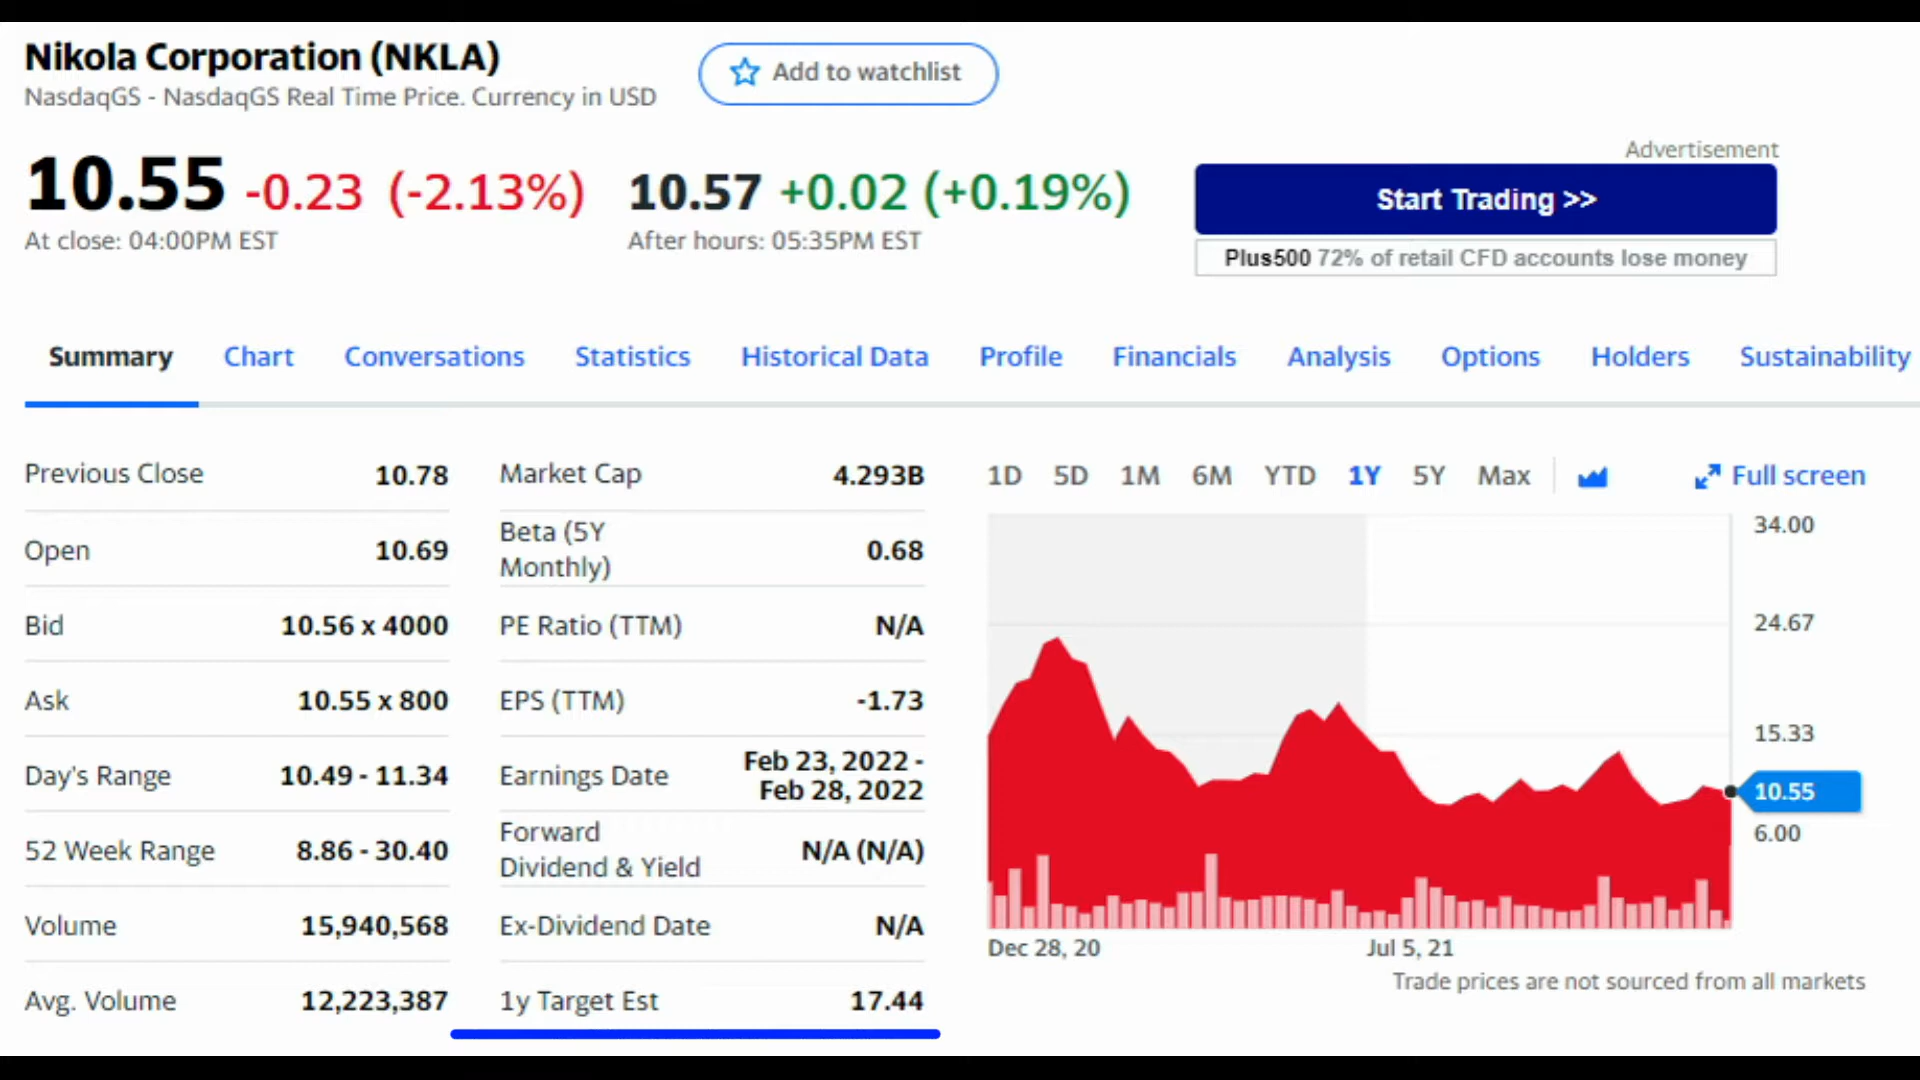 Nikola Corporation (NKLA)
NasdaqGS - NasdaqGS Real Time Price. Currency in USD
Add to watchlist
10.55 -0.23 (-2.13%)
At close: 04:00PM EST
10.57 +0.02 (+0.19%)
After hours: 05:35PM EST
Advertisement
Start Trading >>
Plus500 72% of retail CFD accounts lose money
Summary Chart Conversations Statistics Historical Data Profile Financials Analysis Options Holders Sustainability
Previous Close 10.78
Open 10.69
Bid 10.56 x 4000
Ask 10.55 x 800
Day's Range 10.49 - 11.34
52 Week Range 8.86 - 30.40
Volume 15,940,568
Avg. Volume 12,223,387
Market Cap 4.293B
Beta (5Y
Monthly) 0.68
PE Ratio (TTM) N/A
EPS (TTM) -1.73
Earnings Date Feb 23, 2022 -
Feb 28, 2022
Forward
Dividend & Yield N/A (N/A)
Ex-Dividend Date N/A
1y Target Est 17.44
1D 5D 1M 6M YTD 1Y 5Y Max Full screen
34.00
24.67
15.33
10.55
6.00
Dec 28, 20 Jul 5, 21
Trade prices are not sourced from all markets